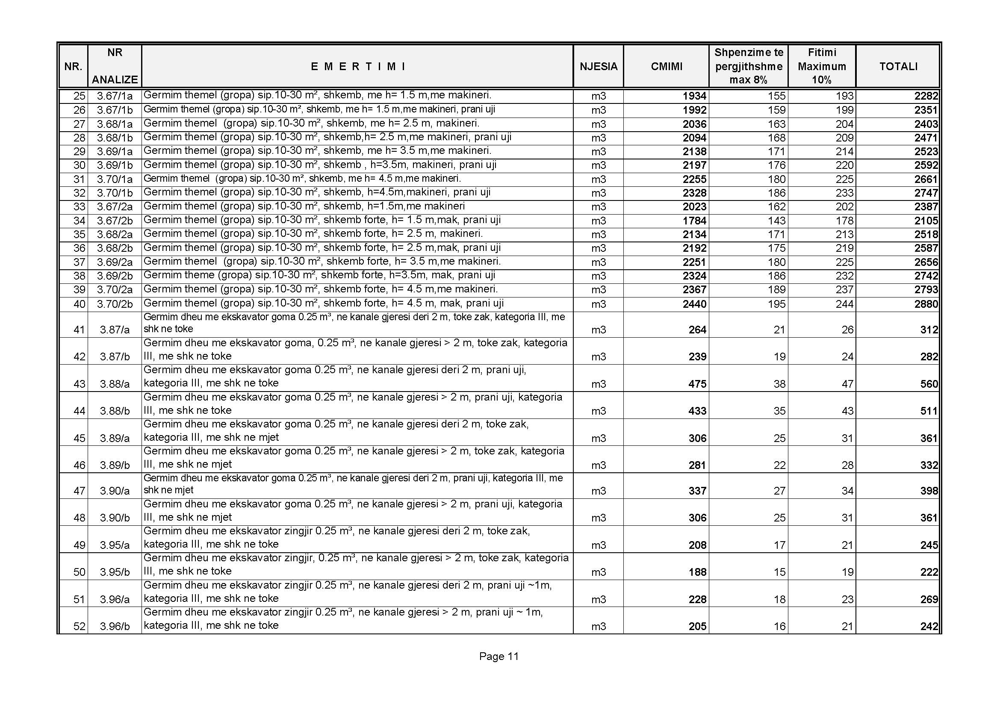 NR. NR ANALIZE E M E R T I M I NJESIA CMIMI Shpenzime te pergjithshme max 8% Fitimi Maximum 10% TOTALI
25 3.67/1a Germim themel (gropa) sip.10-30 m², shkemb, me h= 1.5 m,me makineri. m3 1934 155 193 2282
26 3.67/1b Germim themel (gropa) sip.10-30 m², shkemb, me h= 1.5 m,me makineri, prani uji m3 1992 159 199 2351
27 3.68/1a Germim themel (gropa) sip.10-30 m², shkemb, me h= 2.5 m, makineri. m3 2036 163 204 2403
28 3.68/1b Germim themel (gropa) sip.10-30 m², shkemb,h= 2.5 m,me makineri, prani uji m3 2094 168 209 2471
29 3.69/1a Germim themel (gropa) sip.10-30 m², shkemb, me h= 3.5 m,me makineri. m3 2138 171 214 2523
30 3.69/1b Germim themel (gropa) sip.10-30 m², shkemb , h=3.5m, makineri, prani uji m3 2197 176 220 2592
31 3.70/1a Germim themel (gropa) sip.10-30 m², shkemb, me h= 4.5 m,me makineri. m3 2255 180 225 2661
32 3.70/1b Germim themel (gropa) sip.10-30 m², shkemb, h=4.5m,makineri, prani uji m3 2328 186 233 2747
33 3.67/2a Germim themel (gropa) sip.10-30 m², shkemb, h=1.5m,me makineri m3 2023 162 202 2387
34 3.67/2b Germim themel (gropa) sip.10-30 m², shkemb forte, h= 1.5 m,mak, prani uji m3 1784 143 178 2105
35 3.68/2a Germim themel (gropa) sip.10-30 m², shkemb forte, h= 2.5 m, makineri. m3 2134 171 213 2518
36 3.68/2b Germim themel (gropa) sip.10-30 m², shkemb forte, h= 2.5 m,mak, prani uji m3 2192 175 219 2587
37 3.69/2a Germim themel (gropa) sip.10-30 m², shkemb forte, h= 3.5 m,me makineri. m3 2251 180 225 2656
38 3.69/2b Germim theme (gropa) sip.10-30 m², shkemb forte, h=3.5m, mak, prani uji m3 2324 186 232 2742
39 3.70/2a Germim themel (gropa) sip.10-30 m², shkemb forte, h= 4.5 m,me makineri. m3 2367 189 237 2793
40 3.70/2b Germim themel (gropa) sip.10-30 m², shkemb forte, h= 4.5 m, mak, prani uji m3 2440 195 244 2880
Germim dheu me ekskavator goma 0.25 m³, ne kanale gjeresi deri 2 m, toke zak, kategoria III, me
41 3.87/a shk ne toke m3 264 21 26 312
Germim dheu me ekskavator goma, 0.25 m³, ne kanale gjeresi > 2 m, toke zak, kategoria
42 3.87/b III, me shk ne toke m3 239 19 24 282
Germim dheu me ekskavator goma 0.25 m³, ne kanale gjeresi deri 2 m, prani uji,
43 3.88/a kategoria III, me shk ne toke m3 475 38 47 560
Germim dheu me ekskavator goma 0.25 m³, ne kanale gjeresi > 2 m, prani uji, kategoria
44 3.88/b III, me shk ne toke m3 433 35 43 511
Germim dheu me ekskavator goma 0.25 m³, ne kanale gjeresi deri 2 m, toke zak,
45 3.89/a kategoria III, me shk ne mjet m3 306 25 31 361
Germim dheu me ekskavator goma 0.25 m³, ne kanale gjeresi > 2 m, toke zak, kategoria
46 3.89/b III, me shk ne mjet m3 281 22 28 332
Germim dheu me ekskavator goma 0.25 m³, ne kanale gjeresi deri 2 m, prani uji, kategoria III, me
47 3.90/a shk ne mjet m3 337 27 34 398
Germim dheu me ekskavator goma 0.25 m³, ne kanale gjeresi > 2 m, prani uji, kategoria
48 3.90/b III, me shk ne mjet m3 306 25 31 361
Germim dheu me ekskavator zingjir 0.25 m³, ne kanale gjeresi deri 2 m, toke zak,
49 3.95/a kategoria III, me shk ne toke m3 208 17 21 245
Germim dheu me ekskavator zingjir, 0.25 m³, ne kanale gjeresi > 2 m, toke zak, kategoria
50 3.95/b III, me shk ne toke m3 188 15 19 222
Germim dheu me ekskavator zingjir 0.25 m³, ne kanale gjeresi deri 2 m, prani uji ~1m,
51 3.96/a kategoria III, me shk ne toke m3 228 18 23 269
Germim dheu me ekskavator zingjir 0.25 m³, ne kanale gjeresi > 2 m, prani uji ~ 1m,
52 3.96/b kategoria III, me shk ne toke m3 205 16 21 242
Page 11